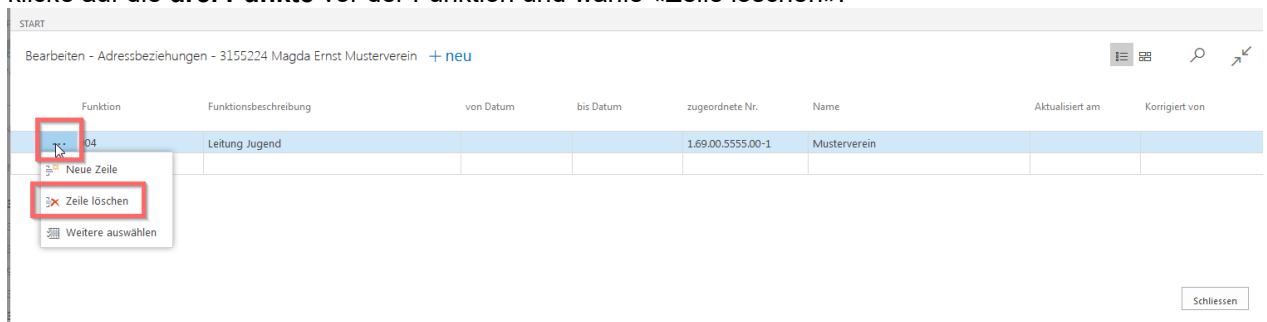 klicke auf die drei Punkte vor der Funktion und wähle «Zeile löschen».
START
Bearbeiten - Adressbeziehungen - 3155224 Magda Ernst Musterverein + neu
Funktion Funktionsbeschreibung von Datum bis Datum zugeordnete Nr. Name Aktualisiert am Korrigiert von
... 904 Leitung Jugend 1.69.00.5555.00-1 Musterverein
Neue Zeile
Zeile löschen
Weitere auswählen
Schliessen